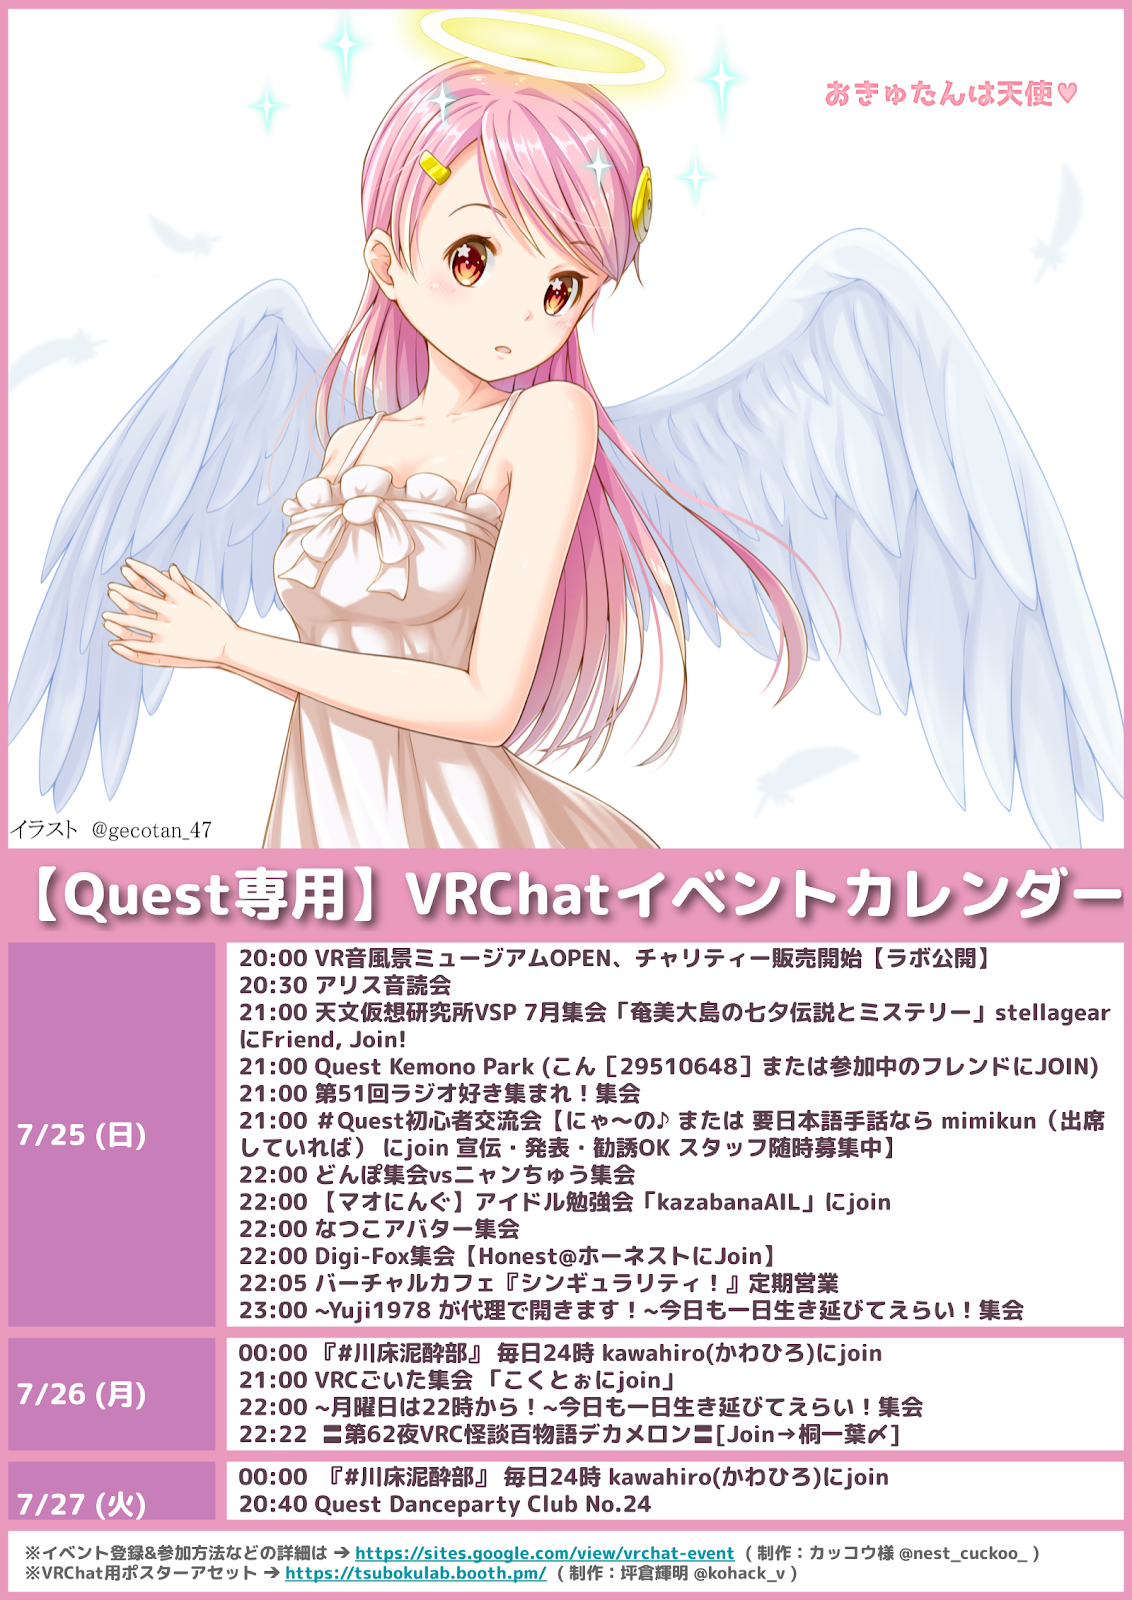 おきゅたんは天使♥
イラスト @gecotan_47
【Quest専用】VRChatイベントカレンダー
7/25 (日)
20:00 VR音風景ミュージアムOPEN、チャリティー販売開始【ラボ公開】
20:30 アリス音読会
21:00 天文仮想研究所VSP 7月集会「奄美大島の七夕伝説とミステリー」stellagear
にFriend, Join!
21:00 Quest Kemono Park (こん［29510648］または参加中のフレンドにJOIN)
21:00 第51回ラジオ好き集まれ！集会
21:00 ＃Quest初心者交流会【にゃ～の♪ または 要日本語手話なら mimikun（出席
していれば） にjoin 宣伝・発表・勧誘OK スタッフ随時募集中】
22:00 どんぽ集会vsニャンちゅう集会
22:00 【マオにんぐ】アイドル勉強会「kazabanaAIL」にjoin
22:00 なつこアバター集会
22:00 Digi-Fox集会【Honest@ホーネストにJoin】
22:05 バーチャルカフェ『シンギュラリティ！』定期営業
23:00 ~Yuji1978 が代理で開きます！~今日も一日生き延びてえらい！集会
7/26 (月)
00:00 『#川床泥酔部』 毎日24時 kawahiro(かわひろ)にjoin
21:00 VRCごいた集会 「こくとぉにjoin」
22:00 ~月曜日は22時から！~今日も一日生き延びてえらい！集会
22:22 〓第62夜VRC怪談百物語デカメロン〓[Join→桐一葉〆]
7/27 (火)
00:00 『#川床泥酔部』 毎日24時 kawahiro(かわひろ)にjoin
20:40 Quest Danceparty Club No.24
※イベント登録&参加方法などの詳細は → https://sites.google.com/view/vrchat-event ( 制作：カッコウ様 @nest_cuckoo_ )
※VRChat用ポスターアセット → https://tsubokulab.booth.pm/ ( 制作：坪倉輝明 @kohack_v )